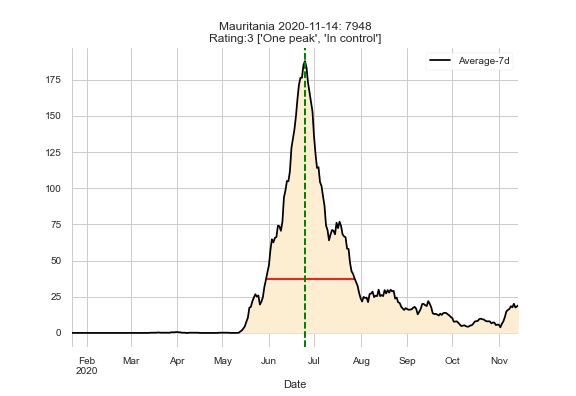 Mauritania 2020-11-14: 7948
Rating:3 ['One peak', 'In control']
Average-7d
175
150
125
100
75
50
25
0
Feb Mar Apr May Jun Jul Aug Sep Oct Nov
2020
Date